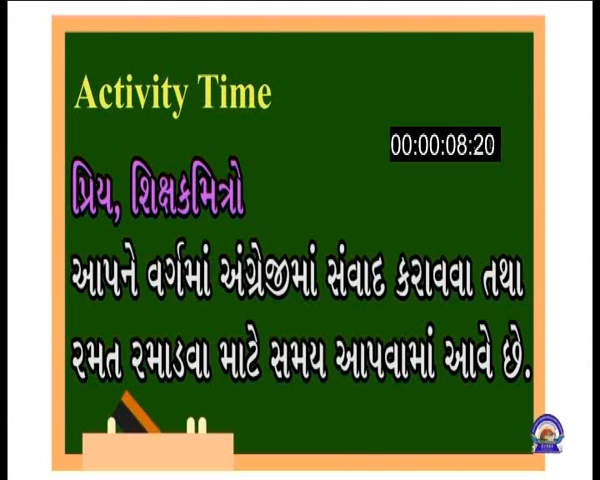 Activity Time
00:00:08:20
પ્રિય, શિક્ષકમિત્રો
આપને વર્ગમાં અંગ્રેજીમાં સંવાદ કરાવવા તથા
રમત રમાડવા માટે સમય આપવામાં આવે છે.